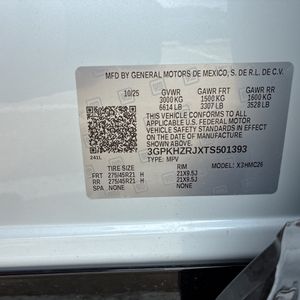 MFD BY GENERAL MOTORS DE MEXICO, S. DE R.L. DE C.V.
10/25 GVWR GAWR FRT GAWR RR
3000 KG 1500 KG 1600 KG
6614 LB 3307 LB 3528 LB
THIS VEHICLE CONFORMS TO ALL APPLICABLE
U.S. FEDERAL MOTOR VEHICLE
SAFETY STANDARDS IN EFFECT ON THE
DATE OF MANUFACTURE SHOWN ABOVE.
3GPKHZRJXTS501393
241L TYPE: MPV MODEL: X3HMC26
TIRE SIZE RIM
FRT 275/45R21 H 21X9.5J
RR 275/45R21 H 21X9.5J
SPA NONE NONE